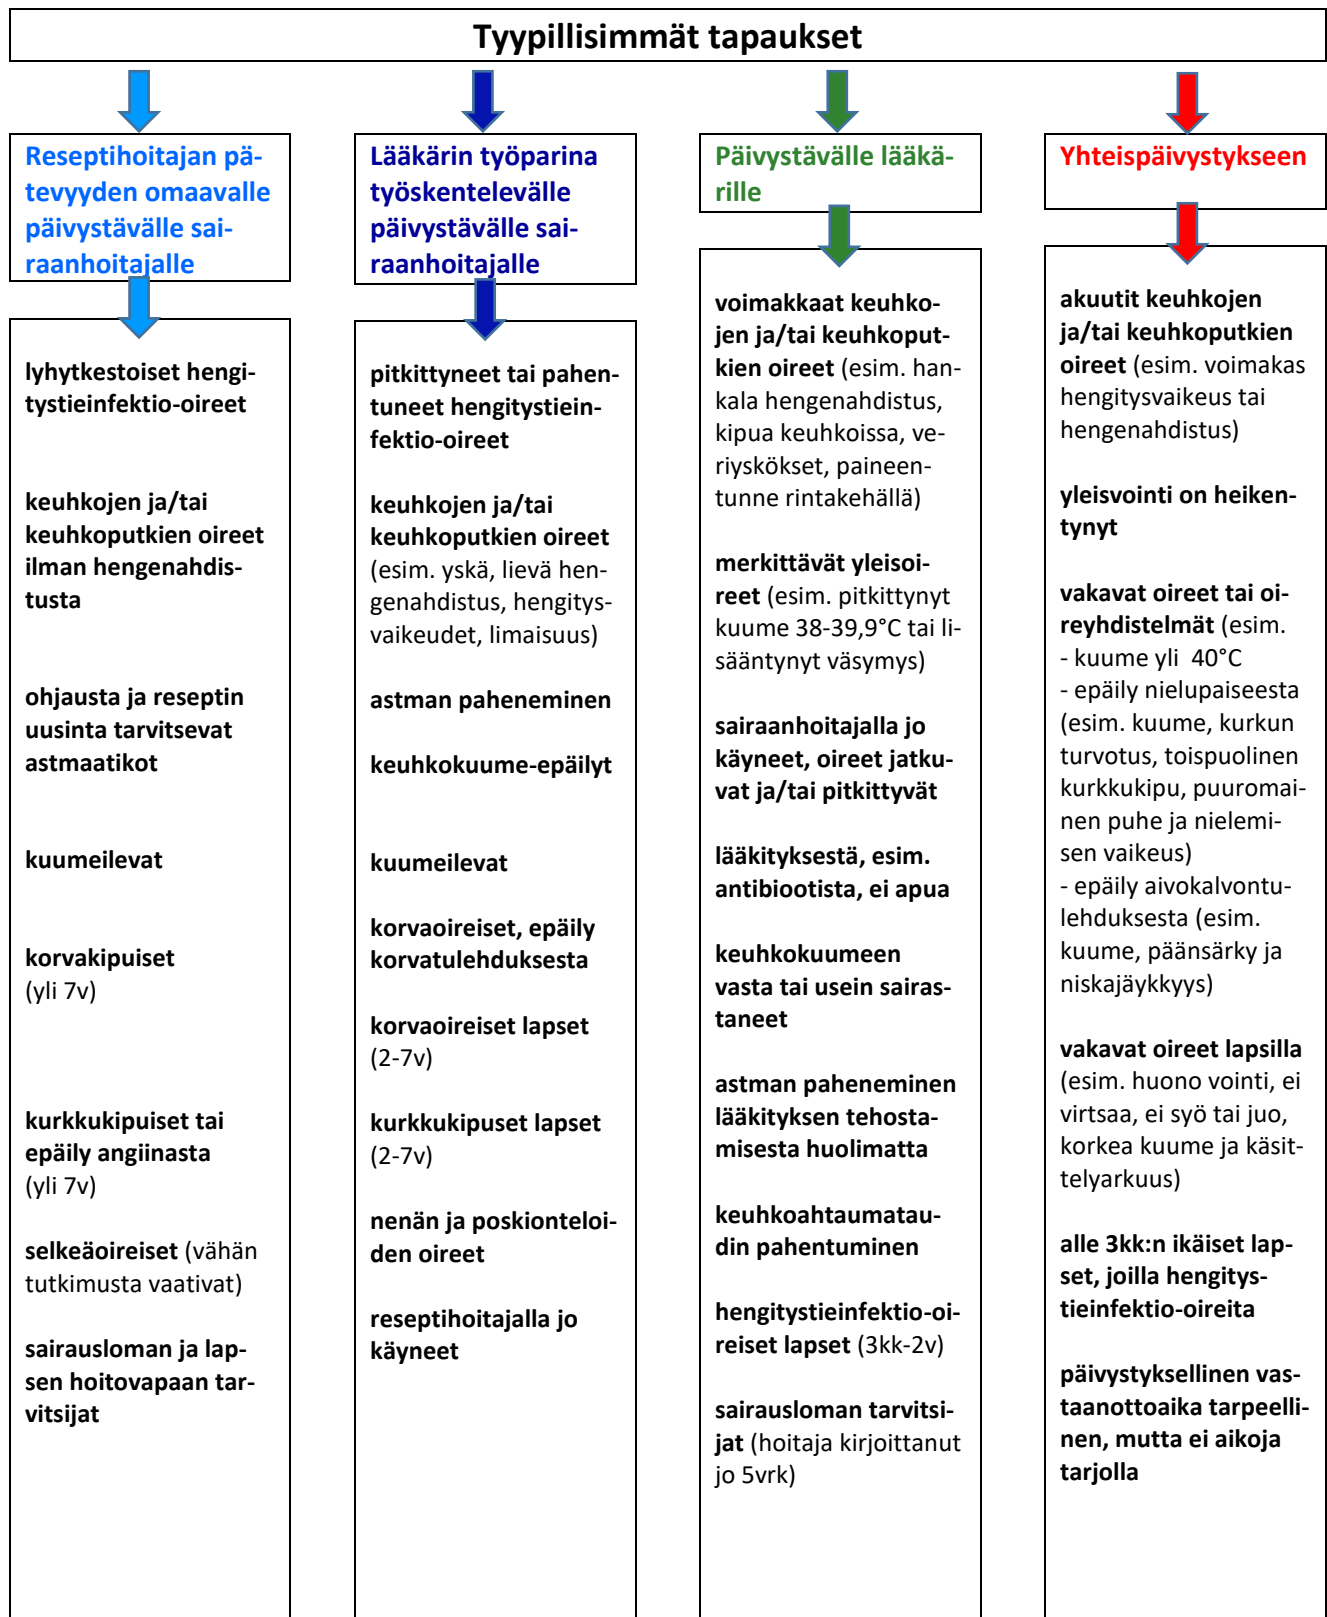 Tyypillisimmät tapaukset
Reseptihoitajan pä-
tevyyden omaavalle
päivystävälle sai-
raanhoitajalle
lyhytkestoiset hengi-
tystieinfektio-oireet
keuhkojen ja/tai
keuhkoputkien oireet
ilman hengenahdis-
tusta
ohjausta ja reseptin
uusinta tarvitsevat
astmaatikot
kuumeilevat
korvakipuiset
(yli 7v)
kurkkukipuiset tai
epäily angiinasta
(yli 7v)
selkeäoireiset (vähän
tutkimusta vaativat)
sairausloman ja lap-
sen hoitovapaan tar-
vitsijat
Lääkärin työparina
työskentelevälle
päivystävälle sai-
raanhoitajalle
pitkittyneet tai pahen-
tuneet hengitystiein-
fektio-oireet
keuhkojen ja/tai
keuhkoputkien oireet
(esim. yskä, lievä hen-
genahdistus, hengitys-
vaikeudet, limaisuus)
astman paheneminen
keuhkokuume-epäilyt
kuumeilevat
korvaoireiset, epäily
korvatulehduksesta
korvaoireiset lapset
(2-7v)
kurkkukipuset lapset
(2-7v)
nenän ja poskionteloi-
den oireet
reseptihoitajalla jo
käyneet
Päivystävälle lääkä-
rille
voimakkaat keuhko-
jen ja/tai keuhkoput-
kien oireet (esim. han-
kala hengenahdistus,
kipua keuhkoissa, ve-
riyskökset, paineen-
tunne rintakehällä)
merkittävät yleisoi-
reet (esim. pitkittynyt
kuume 38-39,9°C tai li-
sääntynyt väsymys)
sairaanhoitajalla jo
käyneet, oireet jatku-
vat ja/tai pitkittyvät
lääkityksestä, esim.
antibiootista, ei apua
keuhkokuumeen
vasta tai usein sairas-
taneet
astman paheneminen
lääkityksen tehosta-
misesta huolimatta
keuhkoahtaumatau-
din pahentuminen
hengitystieinfektio-oi-
reiset lapset (3kk-2v)
sairausloman tarvitsi-
jat (hoitaja kirjoittanut
jo 5vrk)
Yhteispäivystykseen
akuutit keuhkojen
ja/tai keuhkoputkien
oireet (esim. voimakas
hengitysvaikeus tai
hengenahdistus)
yleisvointi on heiken-
tynyt
vakavat oireet tai oi-
reyhdistelmät (esim.
- kuume yli  40°C
- epäily nielupaiseesta
(esim. kuume, kurkun
turvotus, toispuolinen
kurkkukipu, puuromai-
nen puhe ja nielemi-
sen vaikeus)
- epäily aivokalvontu-
lehduksesta (esim.
kuume, päänsärky ja
niskajäykkyys)
vakavat oireet lapsilla
(esim. huono vointi, ei
virtsaa, ei syö tai juo,
korkea kuume ja käsit-
telyarkuus)
alle 3kk:n ikäiset lap-
set, joilla hengitys-
tieinfektio-oireita
päivystyksellinen vas-
taanottoaika tarpeelli-
nen, mutta ei aikoja
tarjolla